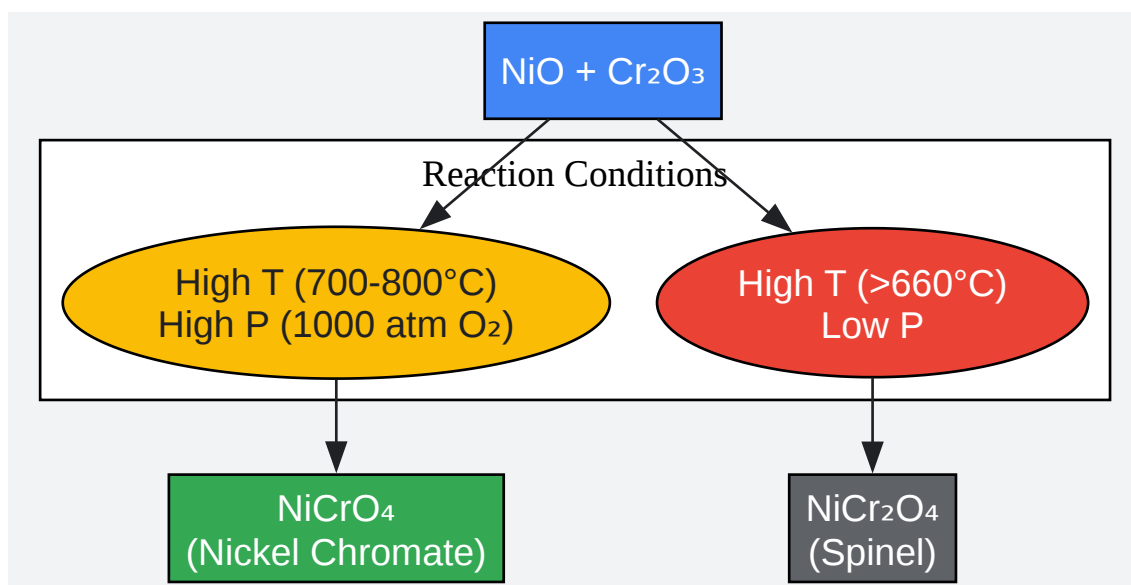 NiO + Cr₂O₃
Reaction Conditions
High T (700-800°C)
High P (1000 atm O₂)
High T (>660°C)
Low P
NiCrO₄
(Nickel Chromate)
NiCr₂O₄
(Spinel)